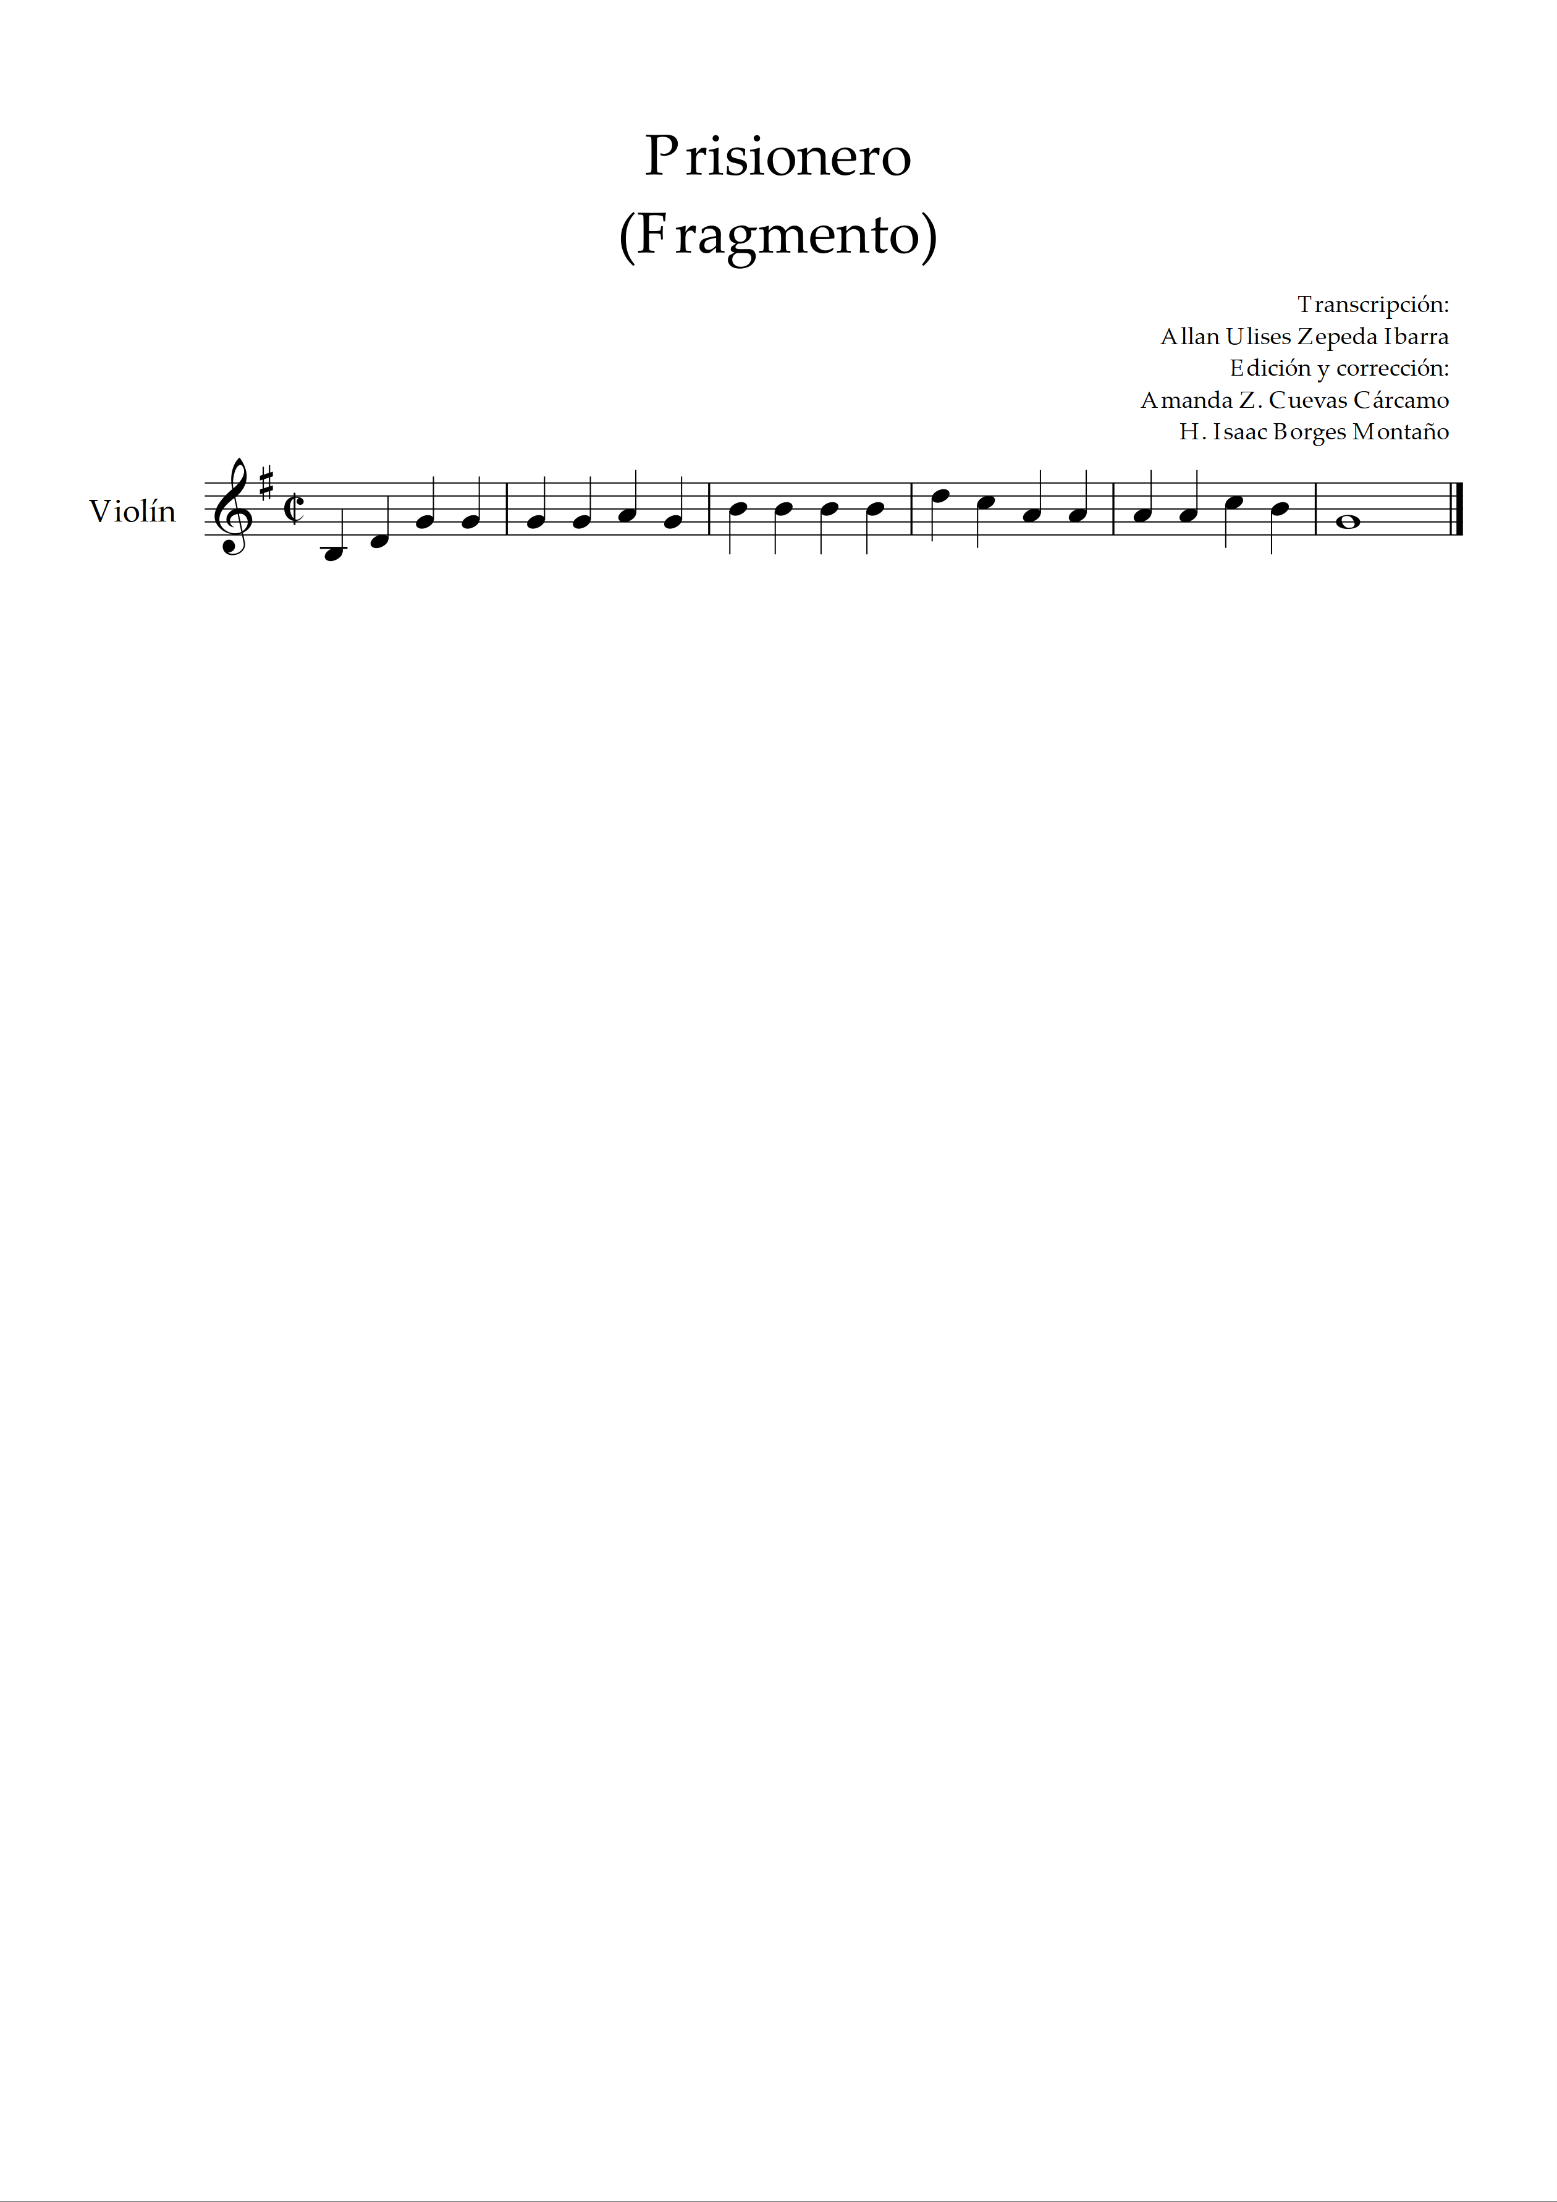 Prisionero
(Fragmento)
Transcripción:
Allan Ulises Zepeda Ibarra
Edición y corrección:
Amanda Z. Cuevas Cárcamo
H. Isaac Borges Montaño
Violín